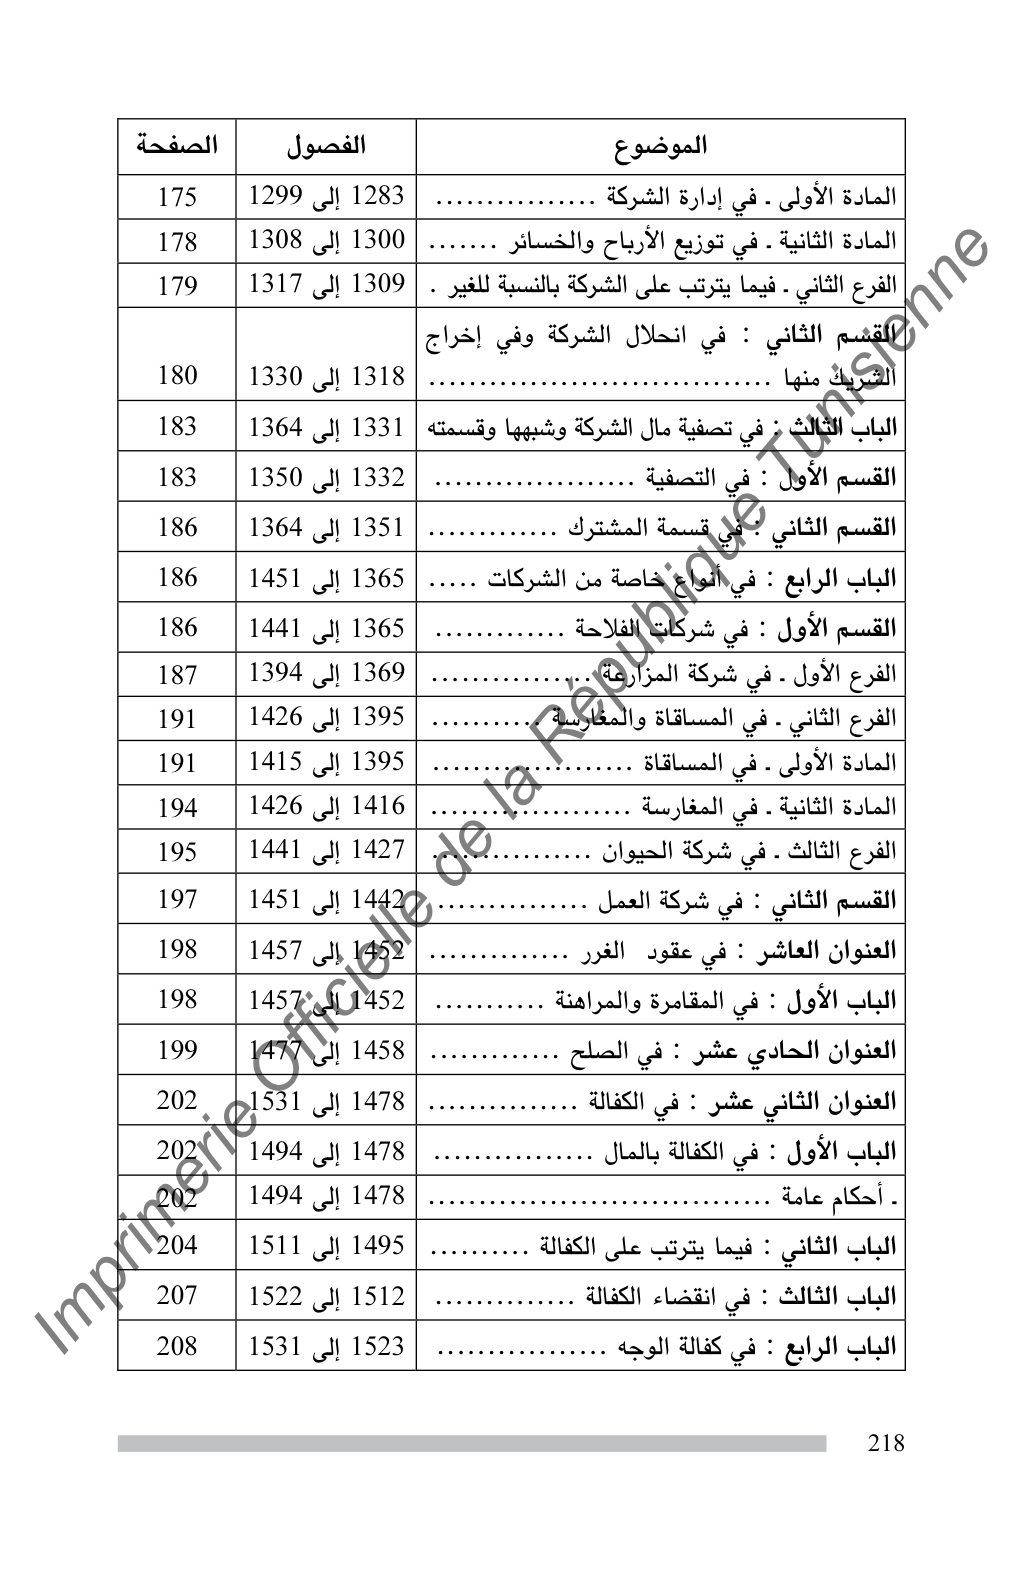 الموضوع الفصول الصفحة
المادة الأولى ـ في إدارة الشركة ................ 1283 إلى 1299 175
المادة الثانية ـ في توزيع الأرباح والخسائر ....... 1300 إلى 1308 178
الفرع الثاني ـ فيما يترتب على الشركة بالنسبة للغير . 1309 إلى 1317 179
القسم الثاني : في انحلال الشركة وفي إخراج
الشريك منها .................................. 1318 إلى 1330 180
الباب الثالث : في تصفية مال الشركة وشبهها وقسمته 1331 إلى 1364 183
القسم الأول : في التصفية .................... 1332 إلى 1350 183
القسم الثاني : في قسمة المشترك ............. 1351 إلى 1364 186
الباب الرابع : في أنواع خاصة من الشركات ..... 1365 إلى 1451 186
القسم الأول : في شركات الفلاحة ............. 1365 إلى 1441 186
الفرع الأول ـ في شركة المزارعة ................ 1369 إلى 1394 187
الفرع الثاني ـ في المساقاة والمغارسة ........... 1395 إلى 1426 191
المادة الأولى ـ في المساقاة .................... 1395 إلى 1415 191
المادة الثانية ـ في المغارسة .................... 1416 إلى 1426 194
الفرع الثالث ـ في شركة الحيوان ................ 1427 إلى 1441 195
القسم الثاني : في شركة العمل ............... 1442 إلى 1451 197
العنوان العاشر : في عقود الغرر .............. 1452 إلى 1457 198
الباب الأول : في المقامرة والمراهنة ........... 1452 إلى 1457 198
العنوان الحادي عشر : في الصلح ............. 1458 إلى 1477 199
العنوان الثاني عشر : في الكفالة ............... 1478 إلى 1531 202
الباب الأول : في الكفالة بالمال ................ 1478 إلى 1494 202
ـ أحكام عامة .................................. 1478 إلى 1494 202
الباب الثاني : فيما يترتب على الكفالة .......... 1495 إلى 1511 204
الباب الثالث : في انقضاء الكفالة .............. 1512 إلى 1522 207
الباب الرابع : في كفالة الوجه ................. 1523 إلى 1531 208
218
Imprimerie Officielle de la République Tunisienne